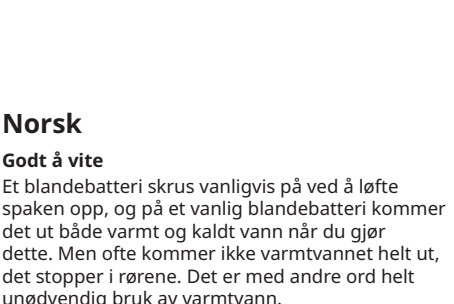 Norsk
Godt å vite
Et blandebatteri skrus vanligvis på ved å løfte
spaken opp, og på et vanlig blandebatteri kommer
det ut både varmt og kaldt vann når du gjør
dette. Men ofte kommer ikke varmtvannet helt ut,
det stopper i rørene. Det er med andre ord helt
unødvendig bruk av varmtvann.